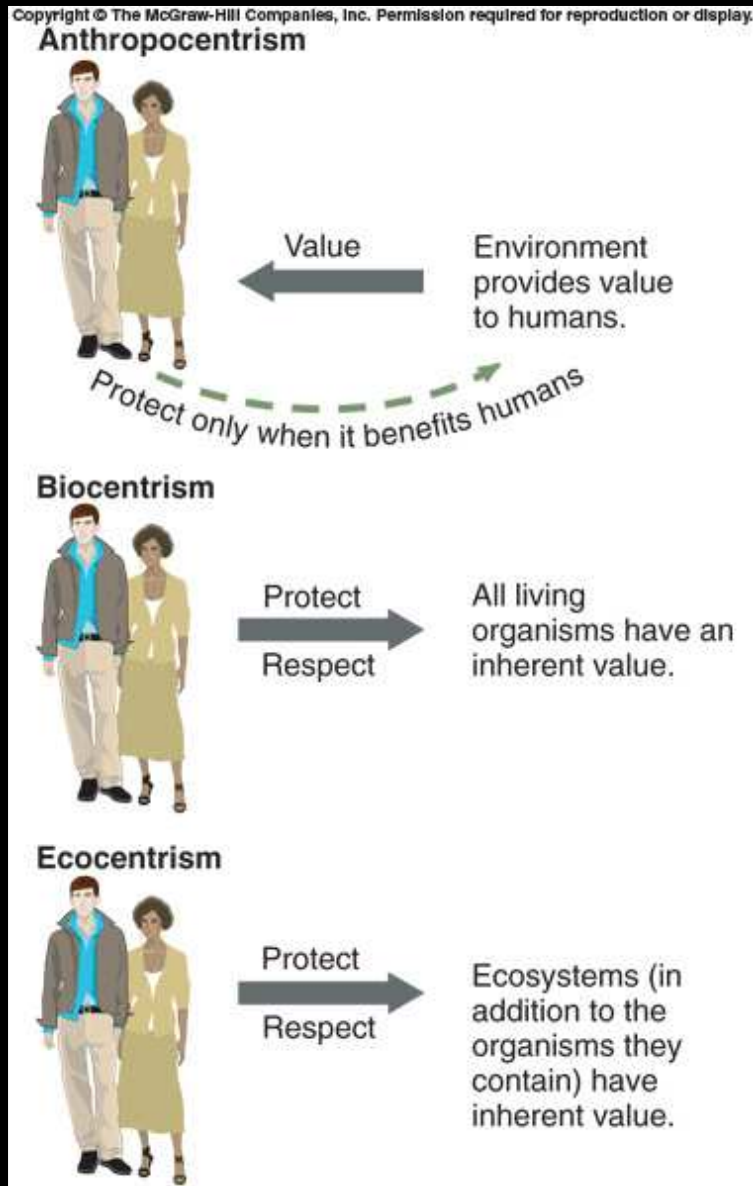 Copyright © The McGraw-Hill Companies, Inc. Permission required for reproduction or display.
Anthropocentrism
Value
Environment
provides value
to humans.
Protect only when it benefits humans
Biocentrism
Protect
Respect
All living
organisms have an
inherent value.
Ecocentrism
Protect
Respect
Ecosystems (in
addition to the
organisms they
contain) have
inherent value.